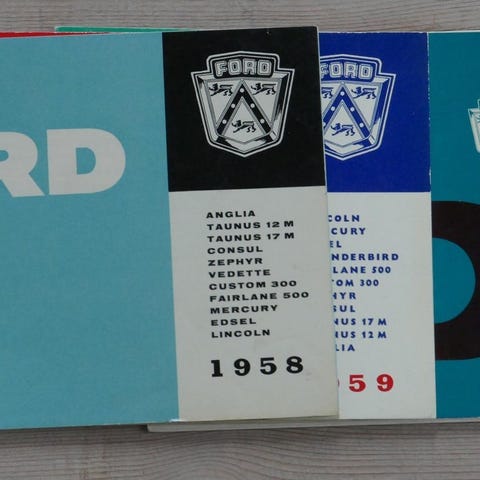 RD
FORD
ANGLIA
TAUNUS 12 M
TAUNUS 17 M
CONSUL
ZEPHYR
VEDETTE
CUSTOM 300
FAIRLANE 500
MERCURY
EDSEL
LINCOLN
1958
FORD
COLN
CURY
EL
NDERBIRD
LANE 500
TOM 300
HYR
SUL
NUS 17 M
NUS 12 M
LIA
959